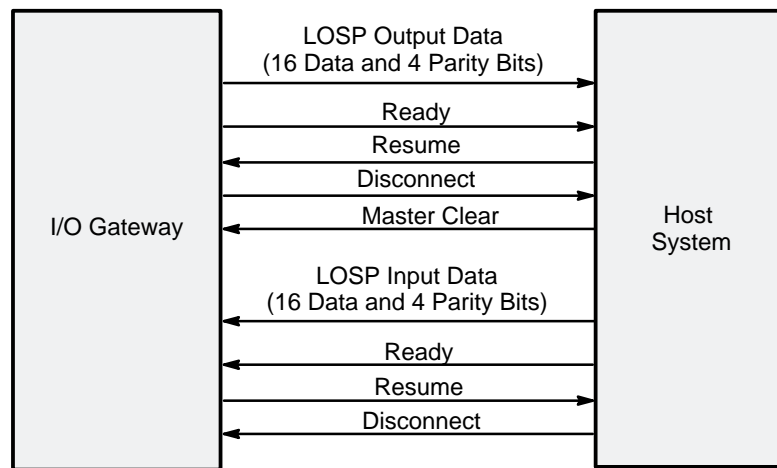 LOSP Output Data
(16 Data and 4 Parity Bits)
Ready
Resume
Disconnect
Master Clear
I/O Gateway
Host
System
LOSP Input Data
(16 Data and 4 Parity Bits)
Ready
Resume
Disconnect